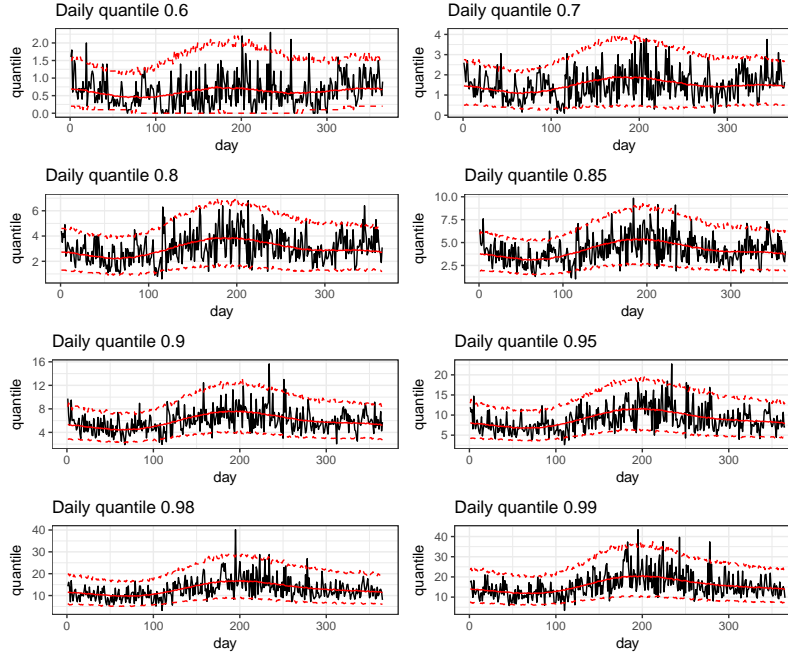 Daily quantile 0.6
quantile
2.0
1.5
1.0
0.5
0.0
0 100 200 300
day
Daily quantile 0.7
quantile
4
3
2
1
0
0 100 200 300
day
Daily quantile 0.8
quantile
6
4
2
0 100 200 300
day
Daily quantile 0.85
quantile
10.0
7.5
5.0
2.5
0 100 200 300
day
Daily quantile 0.9
quantile
16
12
8
4
0 100 200 300
day
Daily quantile 0.95
quantile
20
15
10
5
0 100 200 300
day
Daily quantile 0.98
quantile
40
30
20
10
0 100 200 300
day
Daily quantile 0.99
quantile
40
30
20
10
0 100 200 300
day